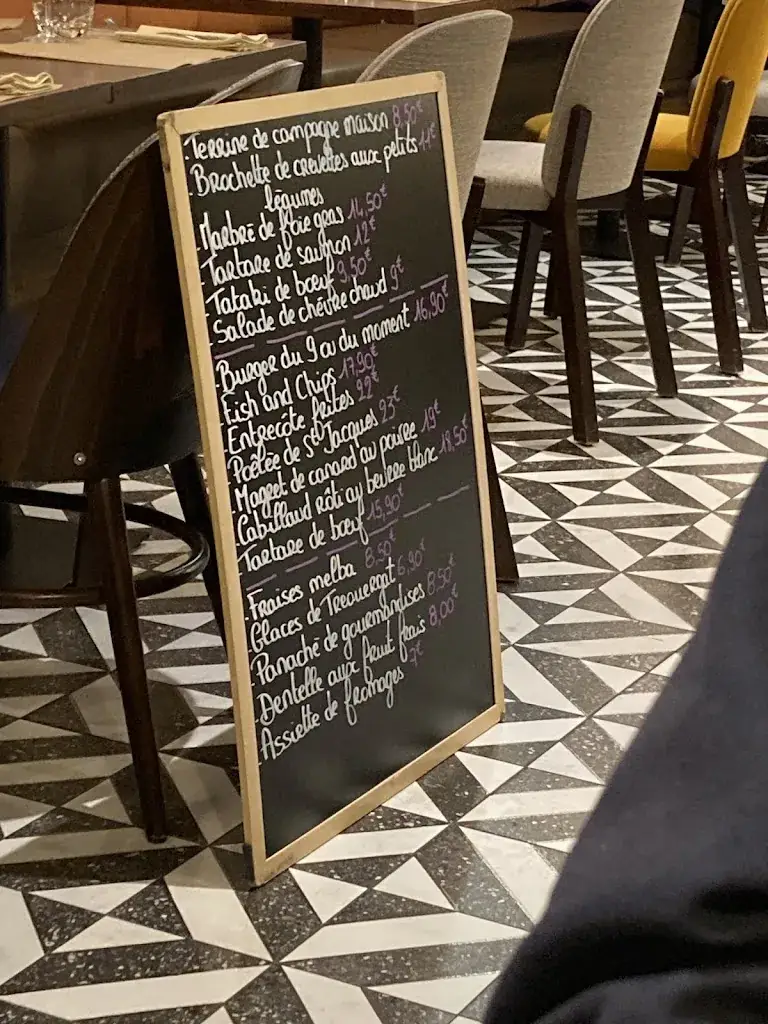 . Terrine de campagne maison 8,50€
. Brochette de crevettes aux petits 11€
légumes
. Marbré de foie gras 14,50€
. Tartare de saumon 12€
. Tataki de bœuf 9,50€
. Salade de chèvre chaud 9€
. Burger du 9 ou du moment 16,90€
. Fish and Chips 17,90€
. Entrecôte frites 22€
. Poêlée de St Jacques 23€
. Magret de canard au poivre 19€
. Cabillaud rôti au beurre blanc 18,50€
. Tartare de bœuf 15,90€
. Fraises melba 8,50€
. Glaces de Treouergat 6,90€
. Panaché de gourmandises 8,50€
. Dentelle aux fruit frais 8,00€
. Assiette de fromages 7€